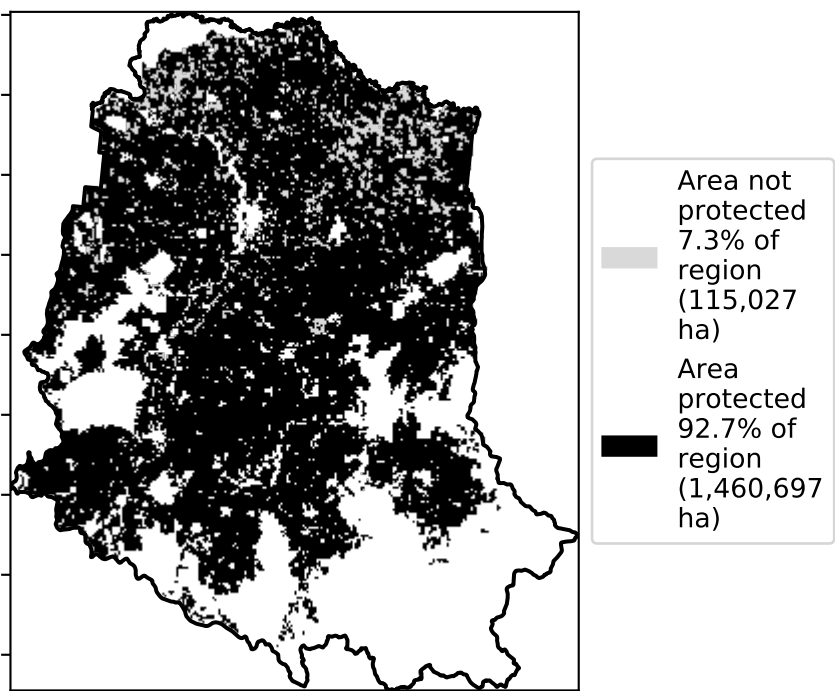 Area not
protected
7.3% of
region
(115,027
ha)
Area
protected
92.7% of
region
(1,460,697
ha)